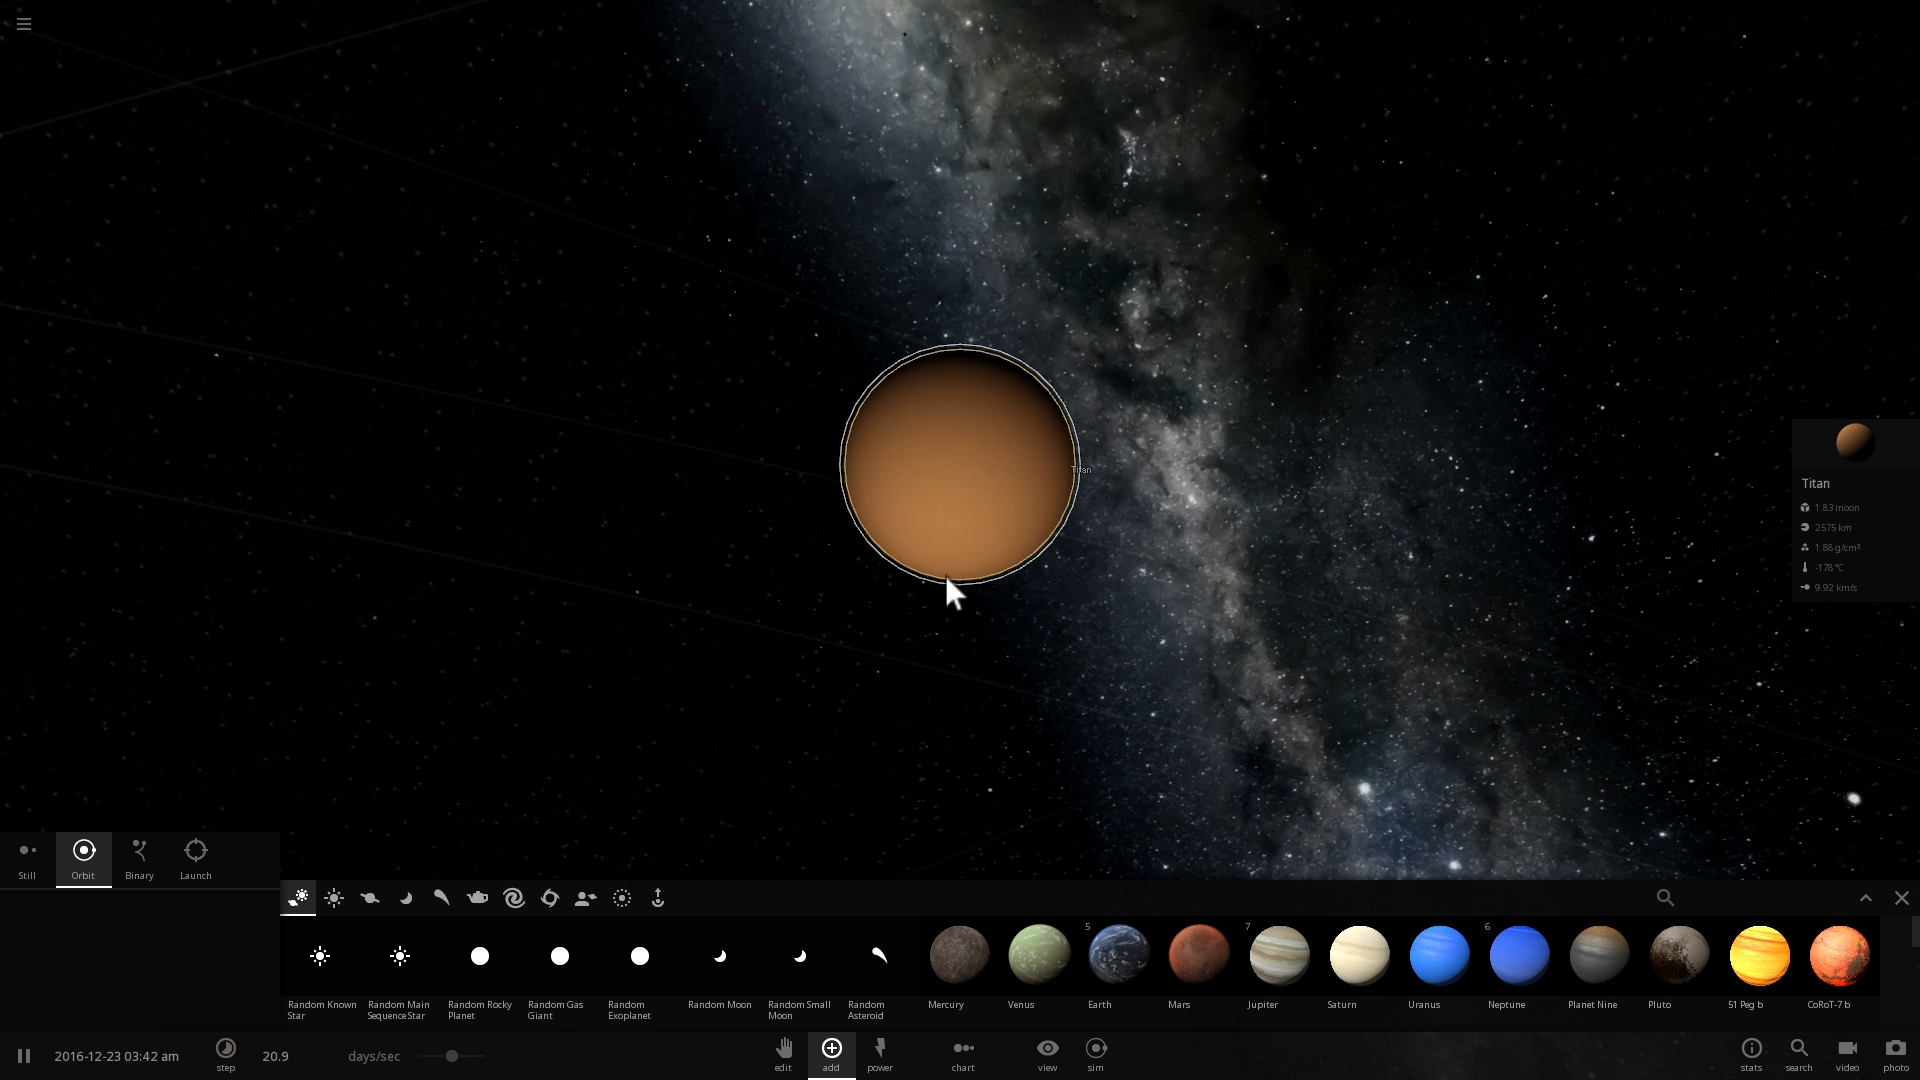 Titan
Titan
1.83 moon
2575 km
1.88 g/cm³
-178 °C
9.92 km/s
Still
Orbit
Binary
Launch
5
7
6
Random Known
Star
Random Main
Sequence Star
Random Rocky
Planet
Random Gas
Giant
Random
Exoplanet
Random Moon
Random Small
Moon
Random
Asteroid
Mercury
Venus
Earth
Mars
Jupiter
Saturn
Uranus
Neptune
Planet Nine
Pluto
51 Peg b
CoRoT-7 b
2016-12-23 03:42 am
step
20.9
days/sec
edit
add
power
chart
view
sim
stats
search
video
photo